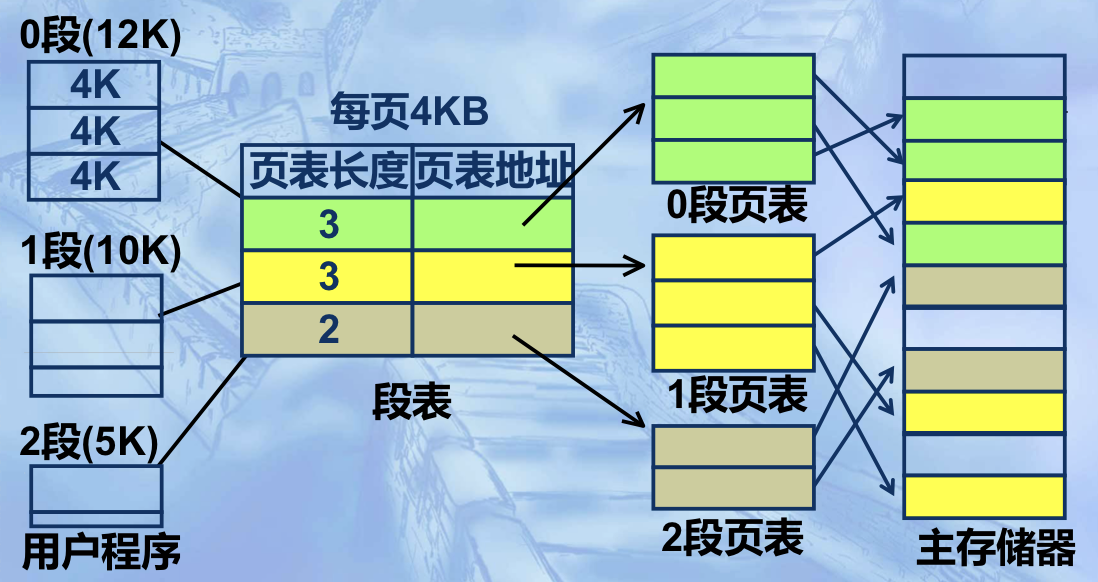 0段(12K)
4K
4K
4K
1段(10K)
2段(5K)
用户程序
每页4KB
页表长度 页表地址
3
3
2
段表
0段页表
1段页表
2段页表
主存储器